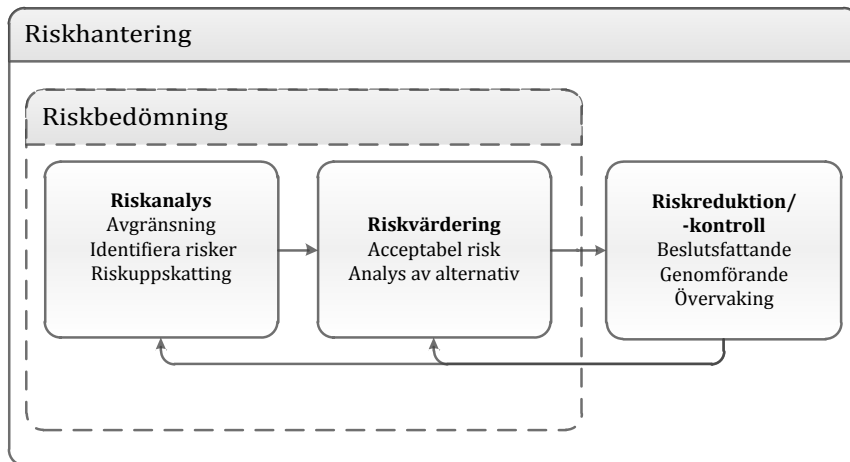 Riskhantering
Riskbedömning
Riskanalys
Avgränsning
Identifiera risker
Riskuppskatting
Riskvärdering
Acceptabel risk
Analys av alternativ
Riskreduktion/
-kontroll
Beslutsfattande
Genomförande
Övervaking